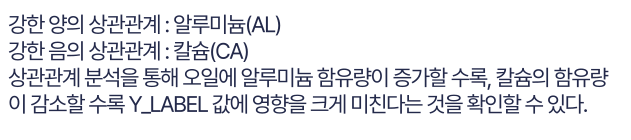 강한 양의 상관관계 : 알루미늄(AL)
강한 음의 상관관계 : 칼슘(CA)
상관관계 분석을 통해 오일에 알루미늄 함유량이 증가할 수록, 칼슘의 함유량
이 감소할 수록 Y_LABEL 값에 영향을 크게 미친다는 것을 확인할 수 있다.